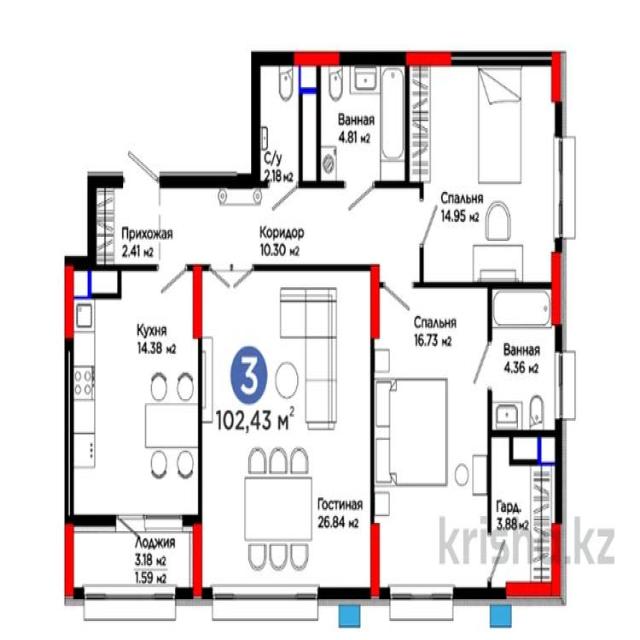 С/у
2.18 м2
Ванная
4.81 м2
Спальня
14.95 м2
Прихожая
2.41 м2
Коридор
10.30 м2
Кухня
14.38 м2
Спальня
16.73 м2
Ванная
4.36 м2
3
102,43 м2
Гостиная
26.84 м2
Гард.
3.88 м2
Лоджия
3.18 м2
1.59 м2
krisha.kz